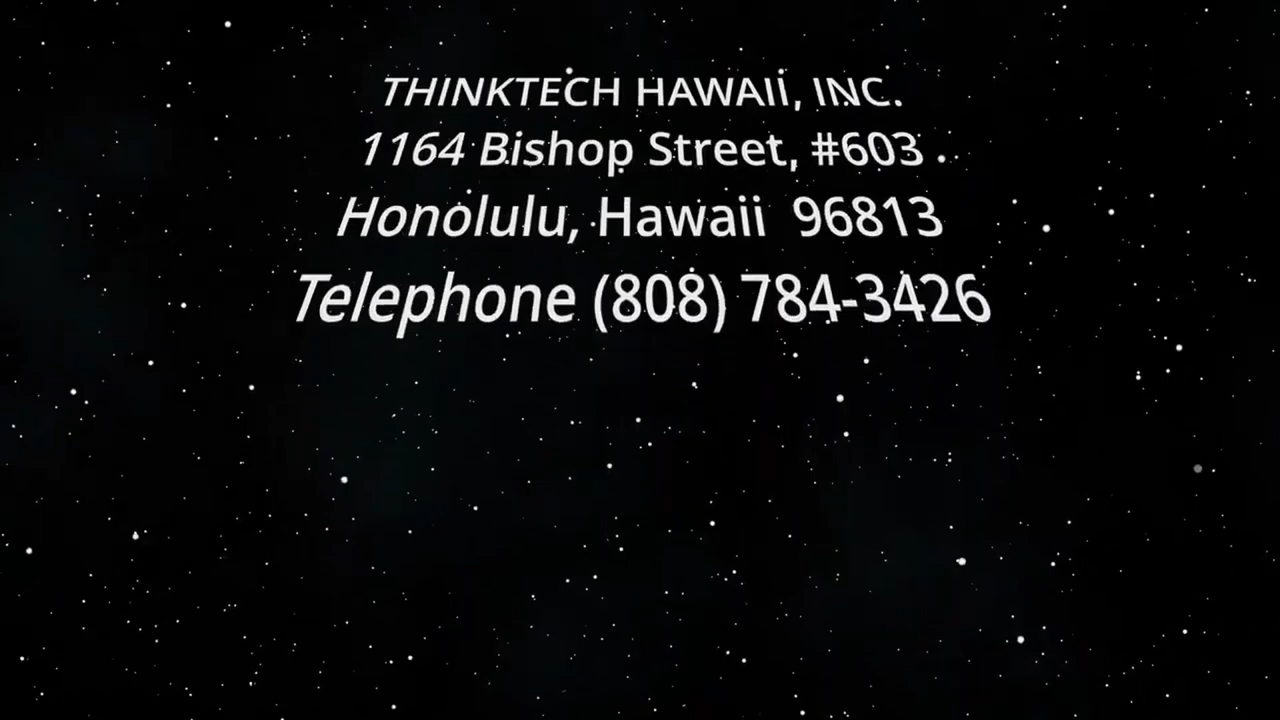 THINKTECH HAWAII, INC.
1164 Bishop Street, #603
Honolulu, Hawaii 96813
Telephone (808) 784-3426